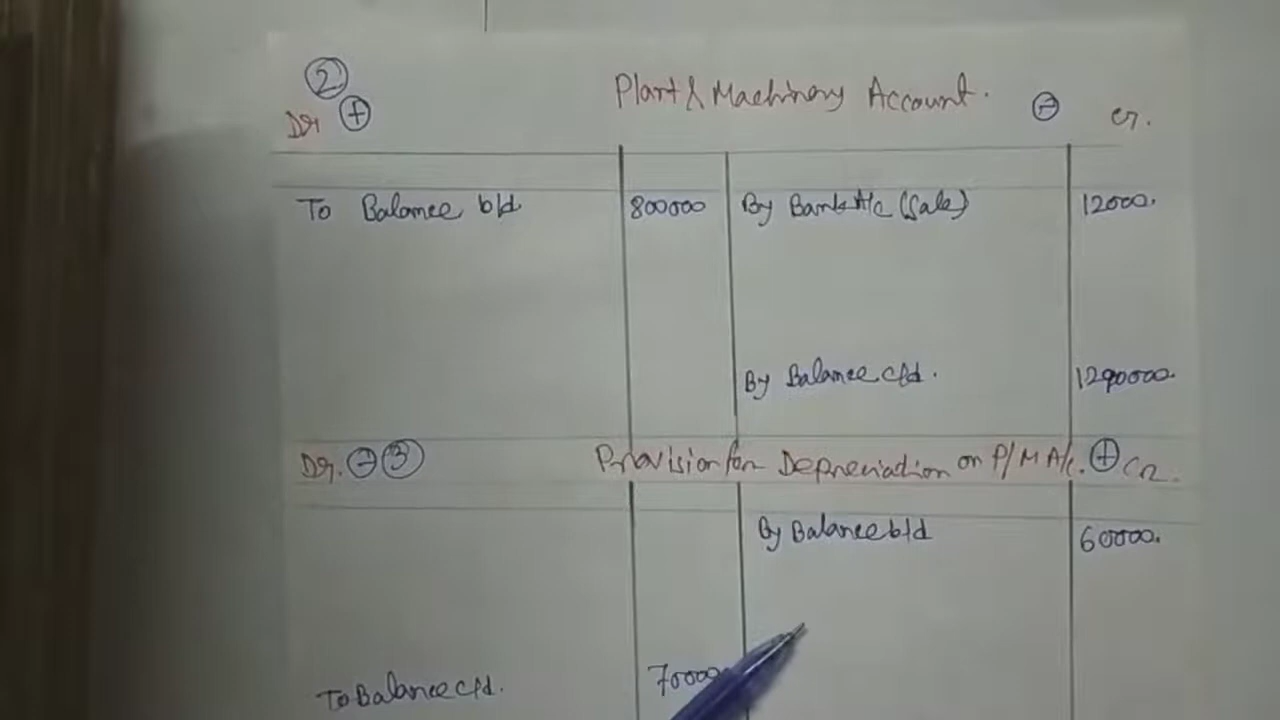 2
Dr + Plant & Machinery Account. - Cr.
To Balance b/d 800000 By Bank A/c (Sale) 12000.
By Balance c/d. 1290000.
Dr. - 3 Provision for Depreciation on P/M A/c. + Cr.
By Balance b/d 60000.
To Balance c/d. 70000